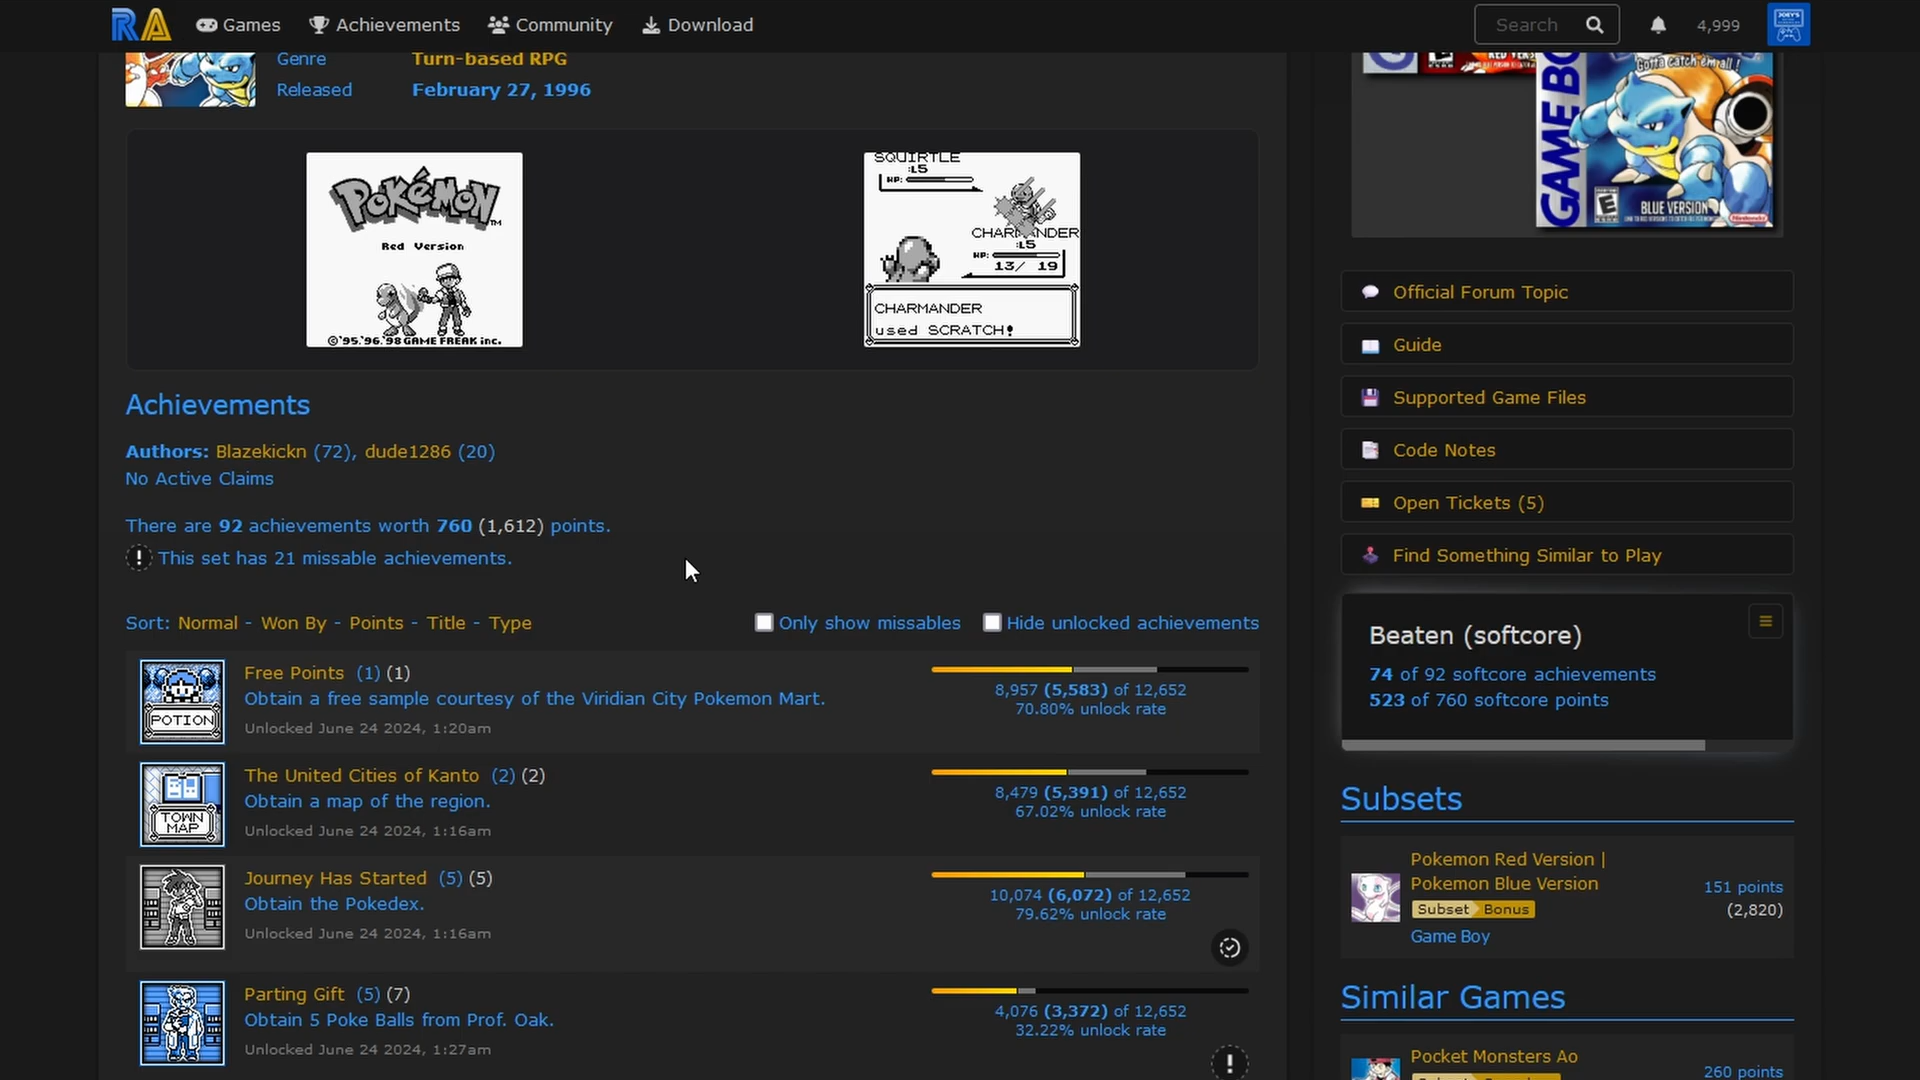 RA Games Achievements Community Download Search 4,999
Genre Turn-based RPG
Released February 27, 1996
POKéMON
Red Version
©'95.'96.'98 GAME FREAK inc.
SQUIRTLE
:L5
HP:
CHARMANDER
:L5
HP:
13/ 19
CHARMANDER
used SCRATCH!
Achievements
Authors: Blazekickn (72), dude1286 (20)
No Active Claims
There are 92 achievements worth 760 (1,612) points.
This set has 21 missable achievements.
Sort: Normal - Won By - Points - Title - Type Only show missables Hide unlocked achievements
POTION
Free Points (1) (1)
Obtain a free sample courtesy of the Viridian City Pokemon Mart.
Unlocked June 24 2024, 1:20am
8,957 (5,583) of 12,652
70.80% unlock rate
TOWN
MAP
The United Cities of Kanto (2) (2)
Obtain a map of the region.
Unlocked June 24 2024, 1:16am
8,479 (5,391) of 12,652
67.02% unlock rate
Journey Has Started (5) (5)
Obtain the Pokedex.
Unlocked June 24 2024, 1:16am
10,074 (6,072) of 12,652
79.62% unlock rate
Parting Gift (5) (7)
Obtain 5 Poke Balls from Prof. Oak.
Unlocked June 24 2024, 1:27am
4,076 (3,372) of 12,652
32.22% unlock rate
Gotta catch 'em all!
GAME BO
E
BLUE VERSION
Nintendo
Official Forum Topic
Guide
Supported Game Files
Code Notes
Open Tickets (5)
Find Something Similar to Play
Beaten (softcore)
74 of 92 softcore achievements
523 of 760 softcore points
Subsets
Pokemon Red Version |
Pokemon Blue Version
Subset Bonus
Game Boy
151 points
(2,820)
Similar Games
Pocket Monsters Ao
260 points